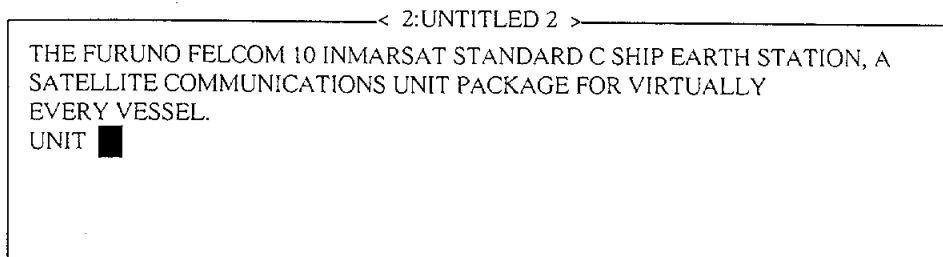 < 2:UNTITLED 2 >
THE FURUNO FELCOM 10 INMARSAT STANDARD C SHIP EARTH STATION, A
SATELLITE COMMUNICATIONS UNIT PACKAGE FOR VIRTUALLY
EVERY VESSEL.
UNIT